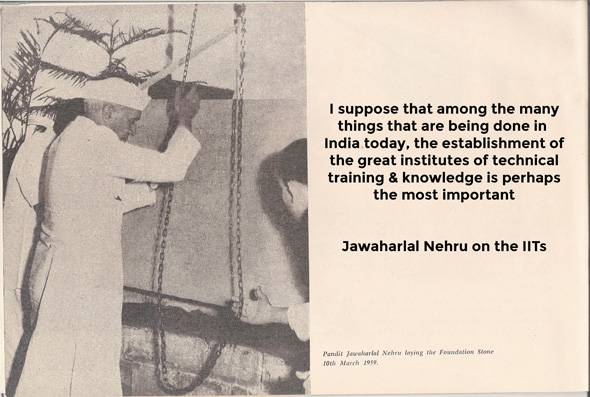 I suppose that among the many
things that are being done in
India today, the establishment of
the great institutes of technical
training & knowledge is perhaps
the most important
Jawaharlal Nehru on the IITs
Pandit Jawaharlal Nehru laying the Foundation Stone
10th March 1959.